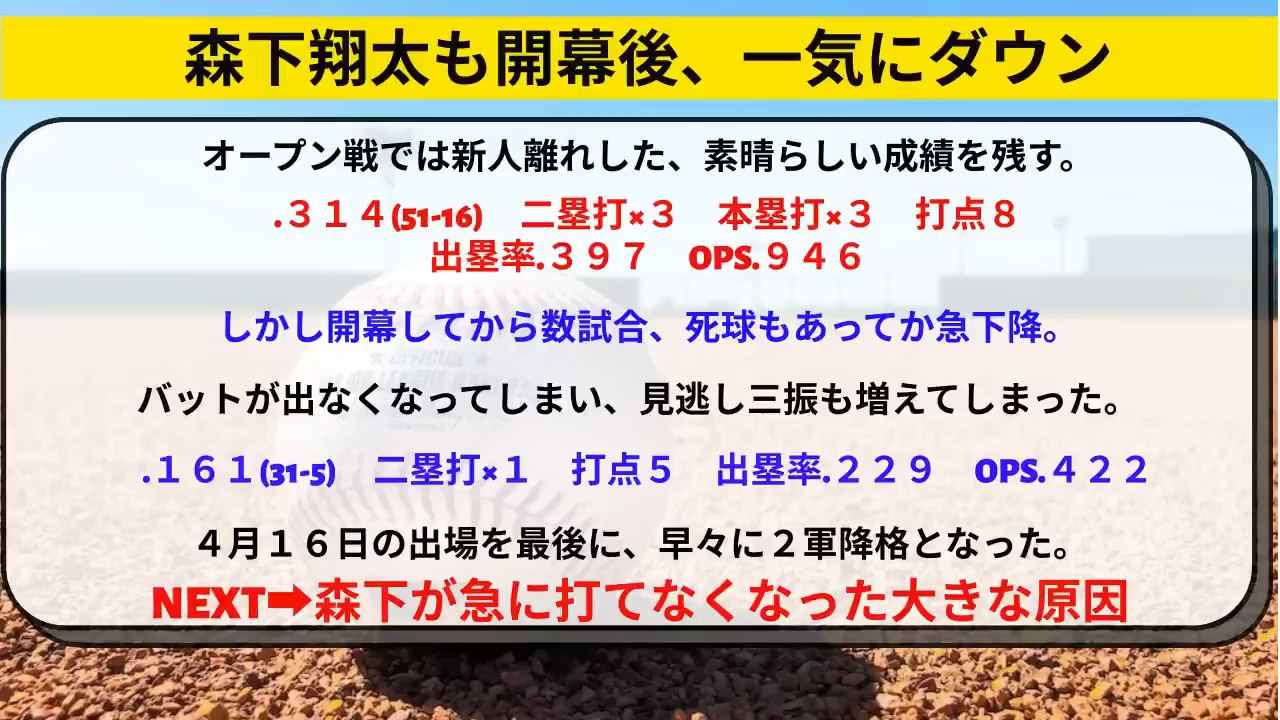 森下翔太も開幕後、一気にダウン
オープン戦では新人離れした、素晴らしい成績を残す。
.３１４(51-16)　二塁打×３　本塁打×３　打点８
出塁率.３９７　OPS.９４６
しかし開幕してから数試合、死球もあってか急下降。
バットが出なくなってしまい、見逃し三振も増えてしまった。
.１６１(31-5)　二塁打×１　打点５　出塁率.２２９　OPS.４２２
４月１６日の出場を最後に、早々に２軍降格となった。
NEXT➡森下が急に打てなくなった大きな原因
★ OFFICIAL ★